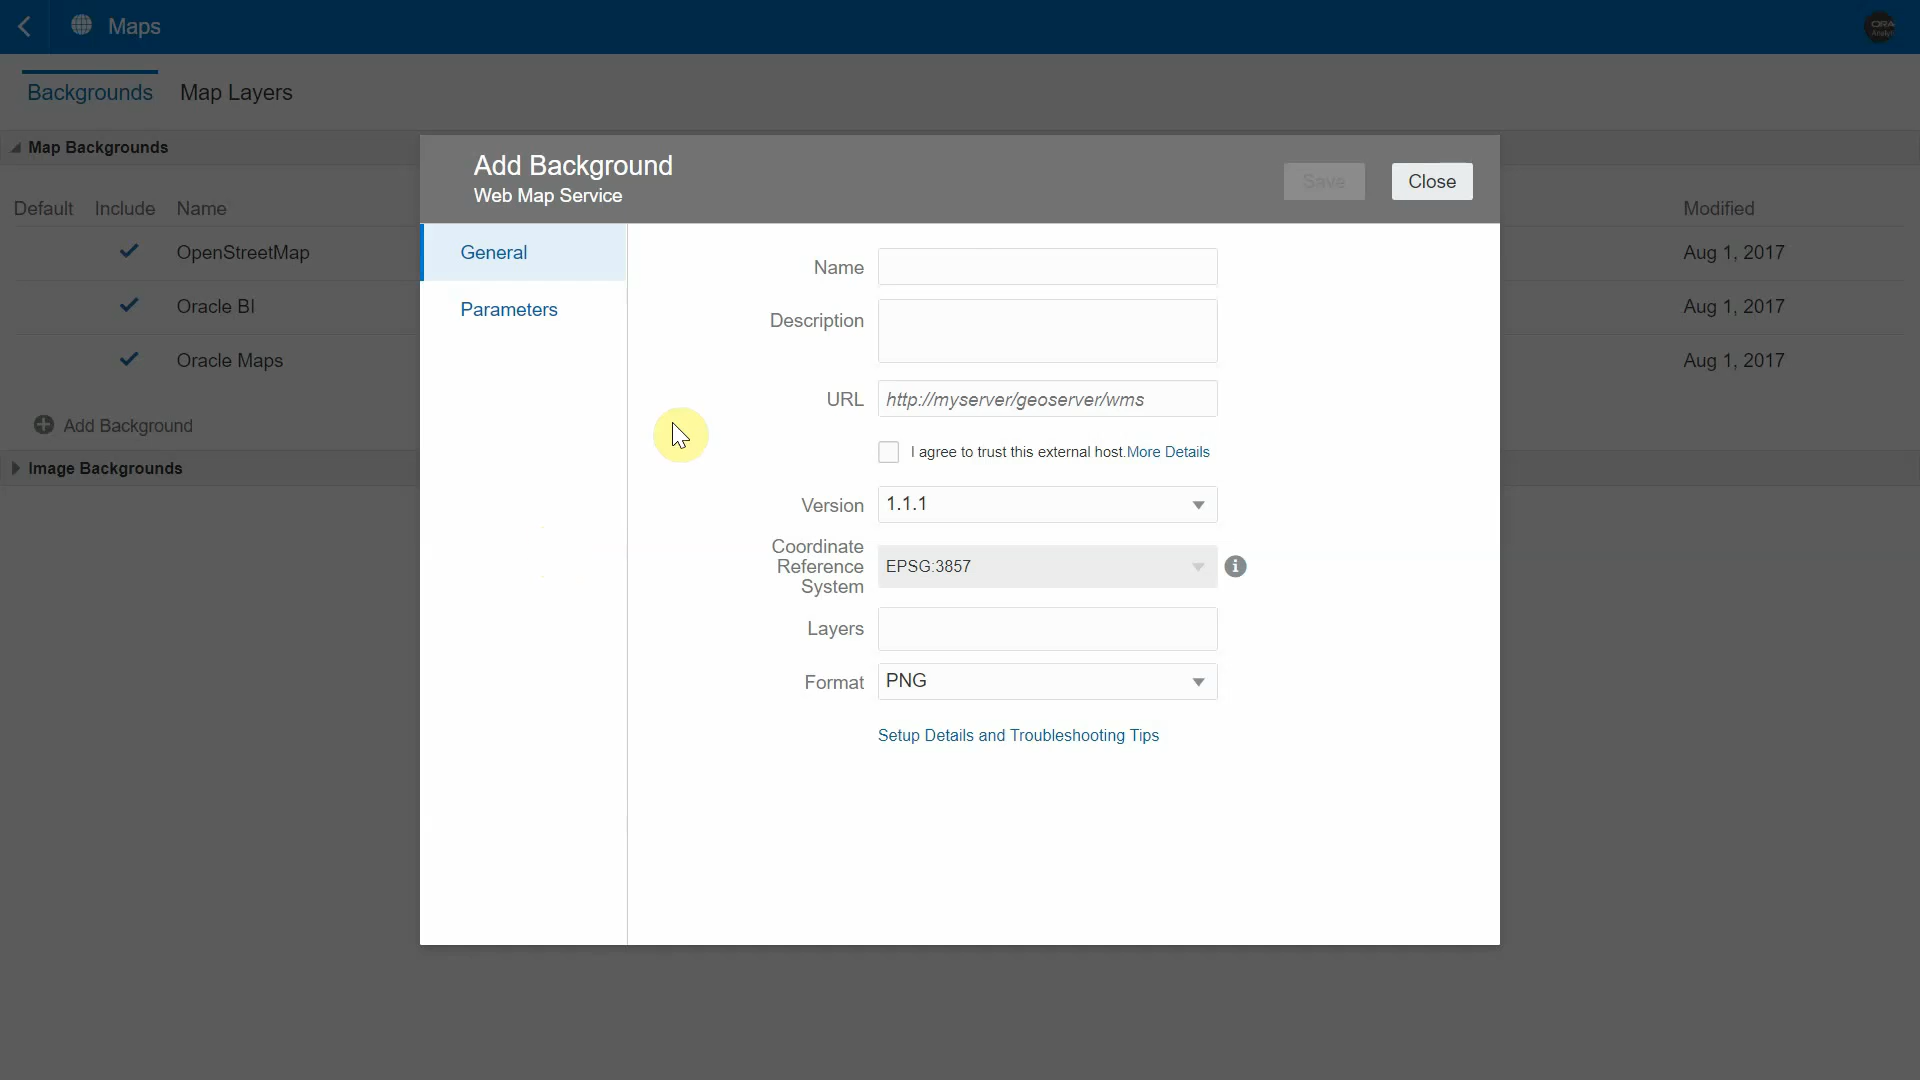 Maps
ORA
Analyti
Backgrounds Map Layers
Map Backgrounds
Add Background
Web Map Service
Save
Close
Default Include Name Modified
General
Name
OpenStreetMap Aug 1, 2017
Parameters
Description
Oracle BI Aug 1, 2017
Oracle Maps Aug 1, 2017
URL http://myserver/geoserver/wms
Add Background
I agree to trust this external host. More Details
Image Backgrounds
Version 1.1.1
Coordinate
Reference
System
EPSG:3857
Layers
Format PNG
Setup Details and Troubleshooting Tips